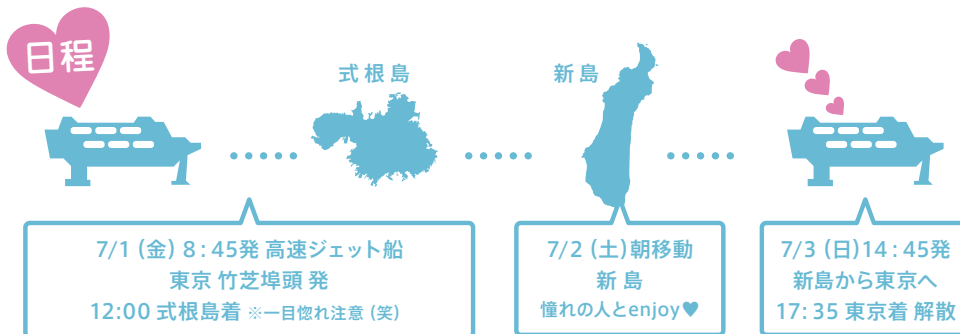 日程
式根島
新島
7/1 (金) 8:45発 高速ジェット船
東京 竹芝埠頭 発
12:00 式根島着 ※一目惚れ注意 (笑)
7/2 (土)朝移動
新 島
憧れの人とenjoy♥
7/3 (日)14:45発
新島から東京へ
17:35 東京着 解散